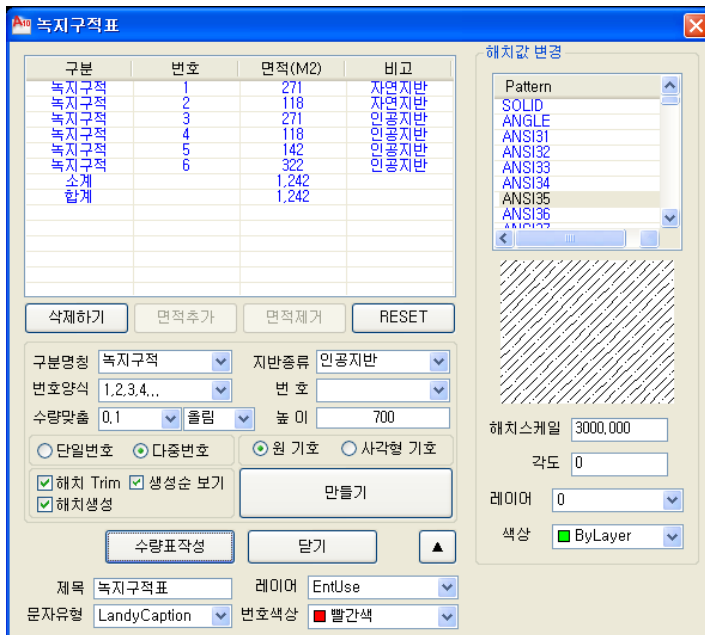 A10 녹지구적표
구분 번호 면적(M2) 비고
녹지구적 1 271 자연지반
녹지구적 2 118 자연지반
녹지구적 3 271 인공지반
녹지구적 4 118 인공지반
녹지구적 5 142 인공지반
녹지구적 6 322 인공지반
소계 1,242
합계 1,242
삭제하기 면적추가 면적제거 RESET
구분명칭 녹지구적 지반종류 인공지반
번호양식 1,2,3,4,,, 번 호
수량맞춤 0,1 올림 높 이 700
단일번호 다중번호 원 기호 사각형 기호
해치 Trim 생성순 보기
해치생성
만들기
수량표작성 닫기 ▲
제목 녹지구적표 레이어 EntUse
문자유형 LandyCaption 번호색상 빨간색
해치값 변경
Pattern
SOLID
ANGLE
ANSI31
ANSI32
ANSI33
ANSI34
ANSI35
ANSI36
ANSI37
해치스케일 3000,000
각도 0
레이어 0
색상 ByLayer